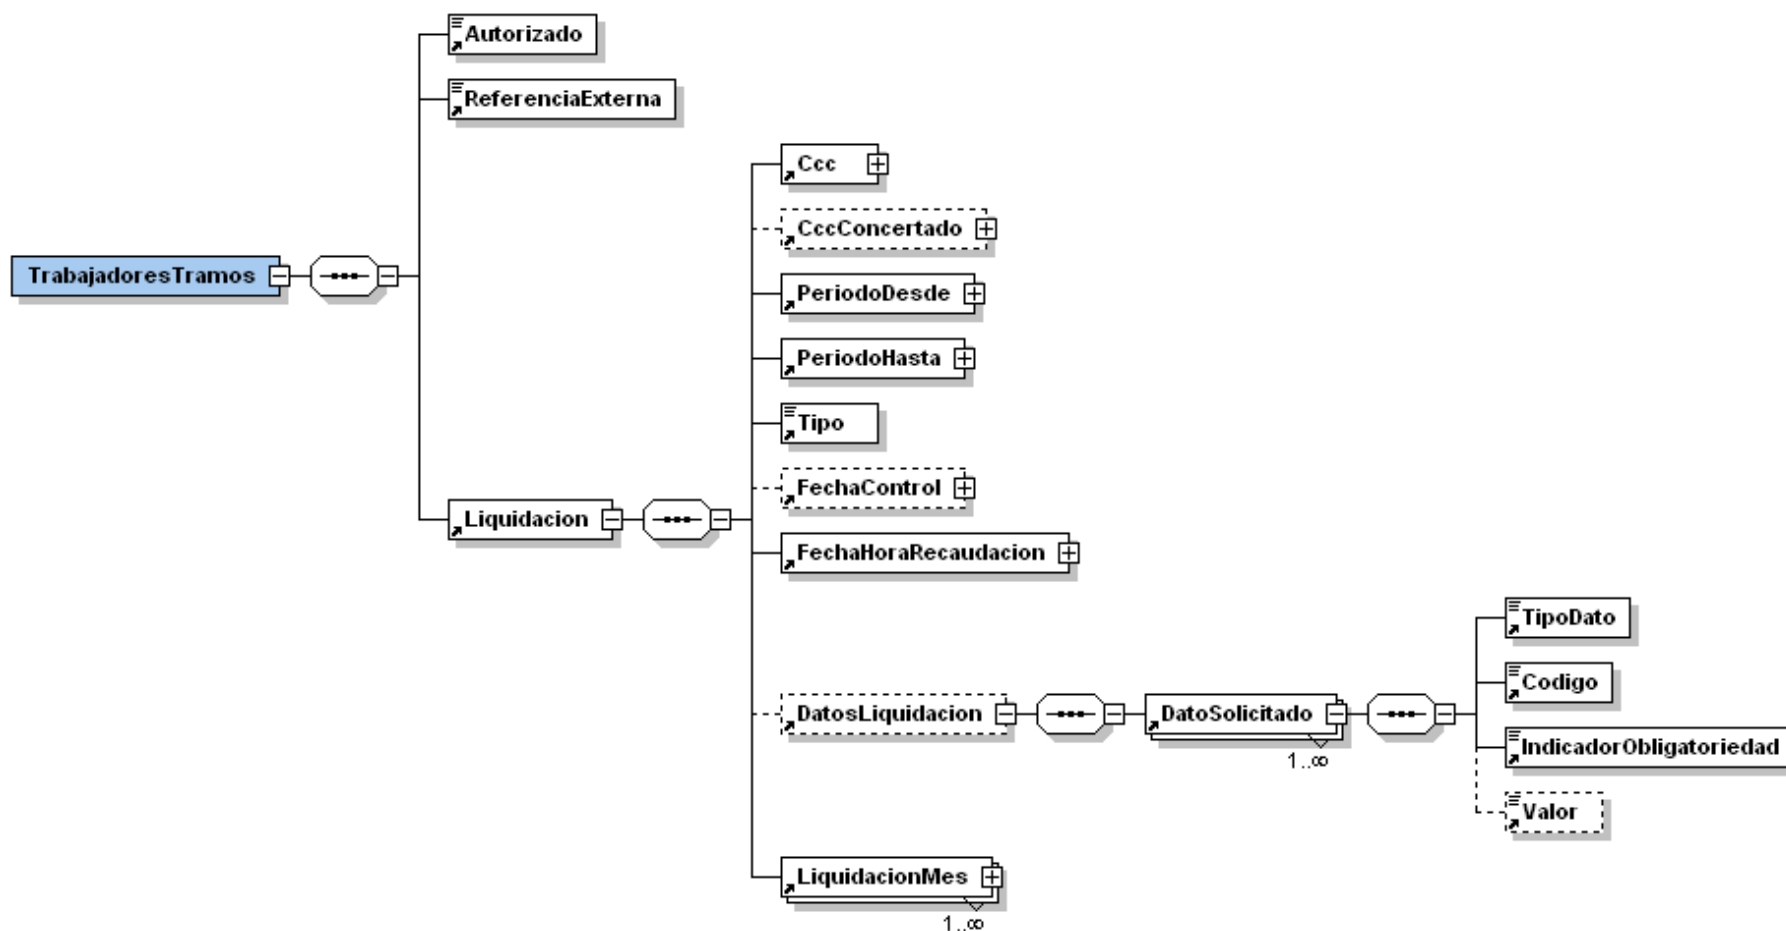 Autorizado
ReferenciaExterna
Ccc
CccConcertado
TrabajadoresTramos
PeriodoDesde
PeriodoHasta
Tipo
FechaControl
Liquidacion
FechaHoraRecaudacion
TipoDato
Codigo
DatosLiquidacion
DatoSolicitado
1..∞
IndicadorObligatoriedad
Valor
LiquidacionMes
1..∞